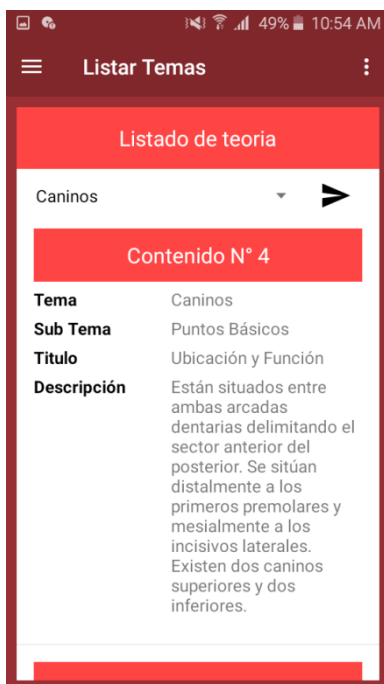 49% 10:54 AM
Listar Temas
Listado de teoria
Caninos
Contenido N° 4
Tema Caninos
Sub Tema Puntos Básicos
Titulo Ubicación y Función
Descripción Están situados entre
ambas arcadas
dentarias delimitando el
sector anterior del
posterior. Se sitúan
distalmente a los
primeros premolares y
mesialmente a los
incisivos laterales.
Existen dos caninos
superiores y dos
inferiores.